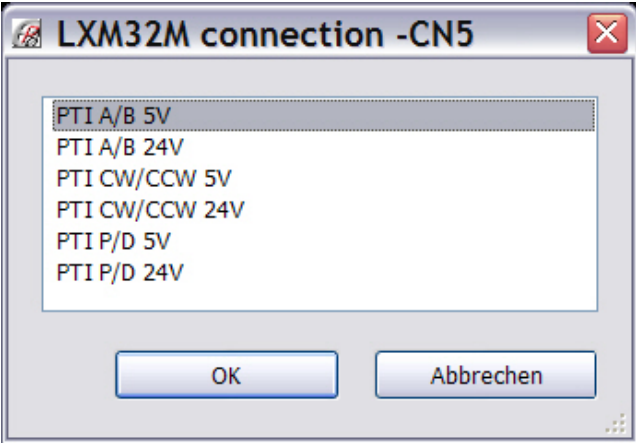 LXM32M connection -CN5
PTI A/B 5V
PTI A/B 24V
PTI CW/CCW 5V
PTI CW/CCW 24V
PTI P/D 5V
PTI P/D 24V
OK Abbrechen